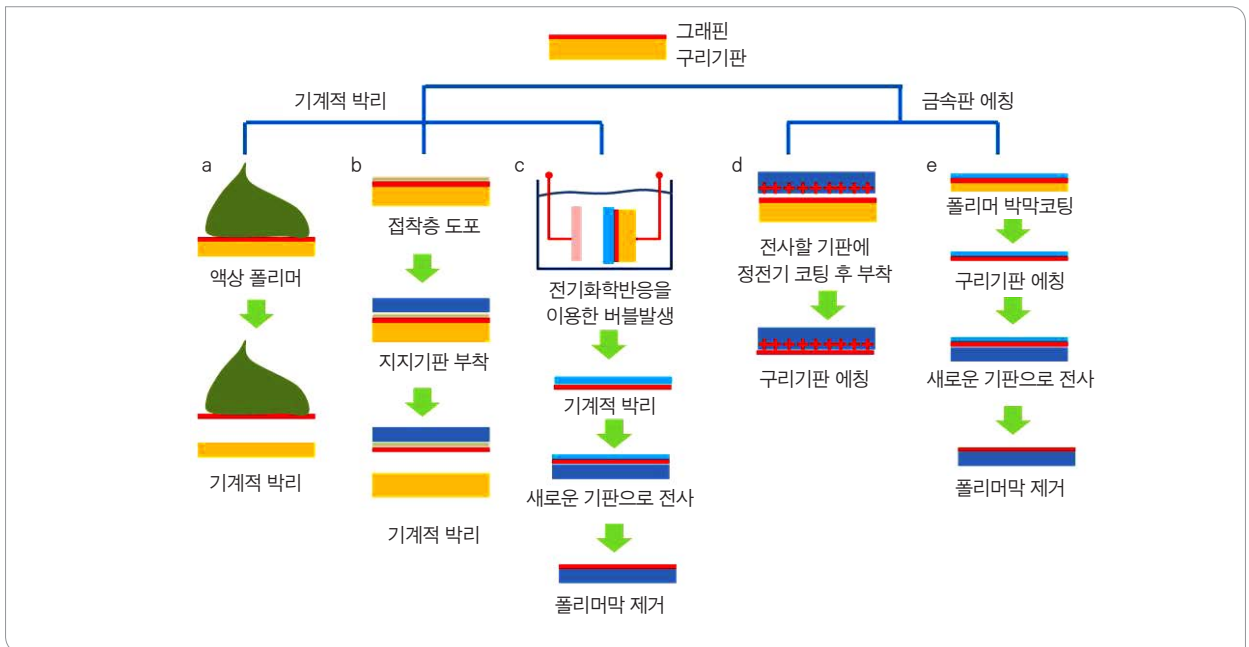 그래핀
구리기판
기계적 박리
금속판 에칭
a
액상 폴리머
기계적 박리
b
접착층 도포
지지기판 부착
기계적 박리
c
전기화학반응을
이용한 버블발생
기계적 박리
새로운 기판으로 전사
폴리머막 제거
d
전사할 기판에
정전기 코팅 후 부착
구리기판 에칭
e
폴리머 박막코팅
구리기판 에칭
새로운 기판으로 전사
폴리머막 제거